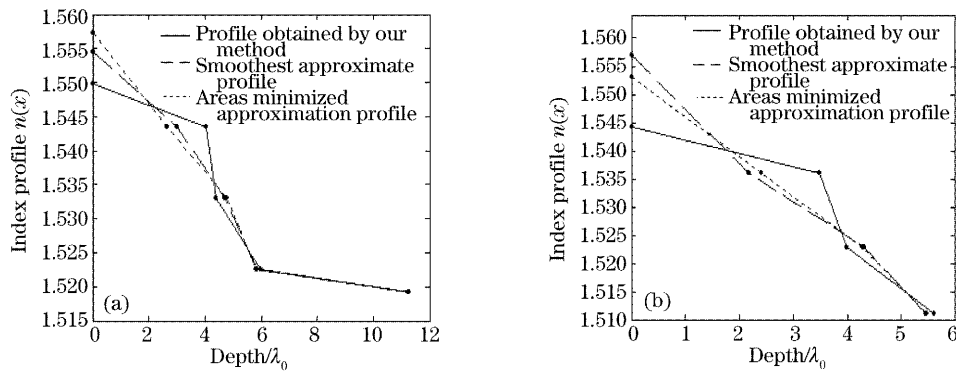 1.560
1.555
1.550
1.545
1.540
1.535
1.530
1.525
1.520
1.515
Index profile n(x)
Profile obtained by our
method
Smoothest approximate
profile
Areas minimized
approximation profile
(a)
0 2 4 6 8 10 12
Depth/λ0
1.560
1.555
1.550
1.545
1.540
1.535
1.530
1.525
1.520
1.515
1.510
Index profile n(x)
Profile obtained by our
method
Smoothest approximate
profile
Areas minimized
approximation profile
(b)
0 1 2 3 4 5 6
Depth/λ0